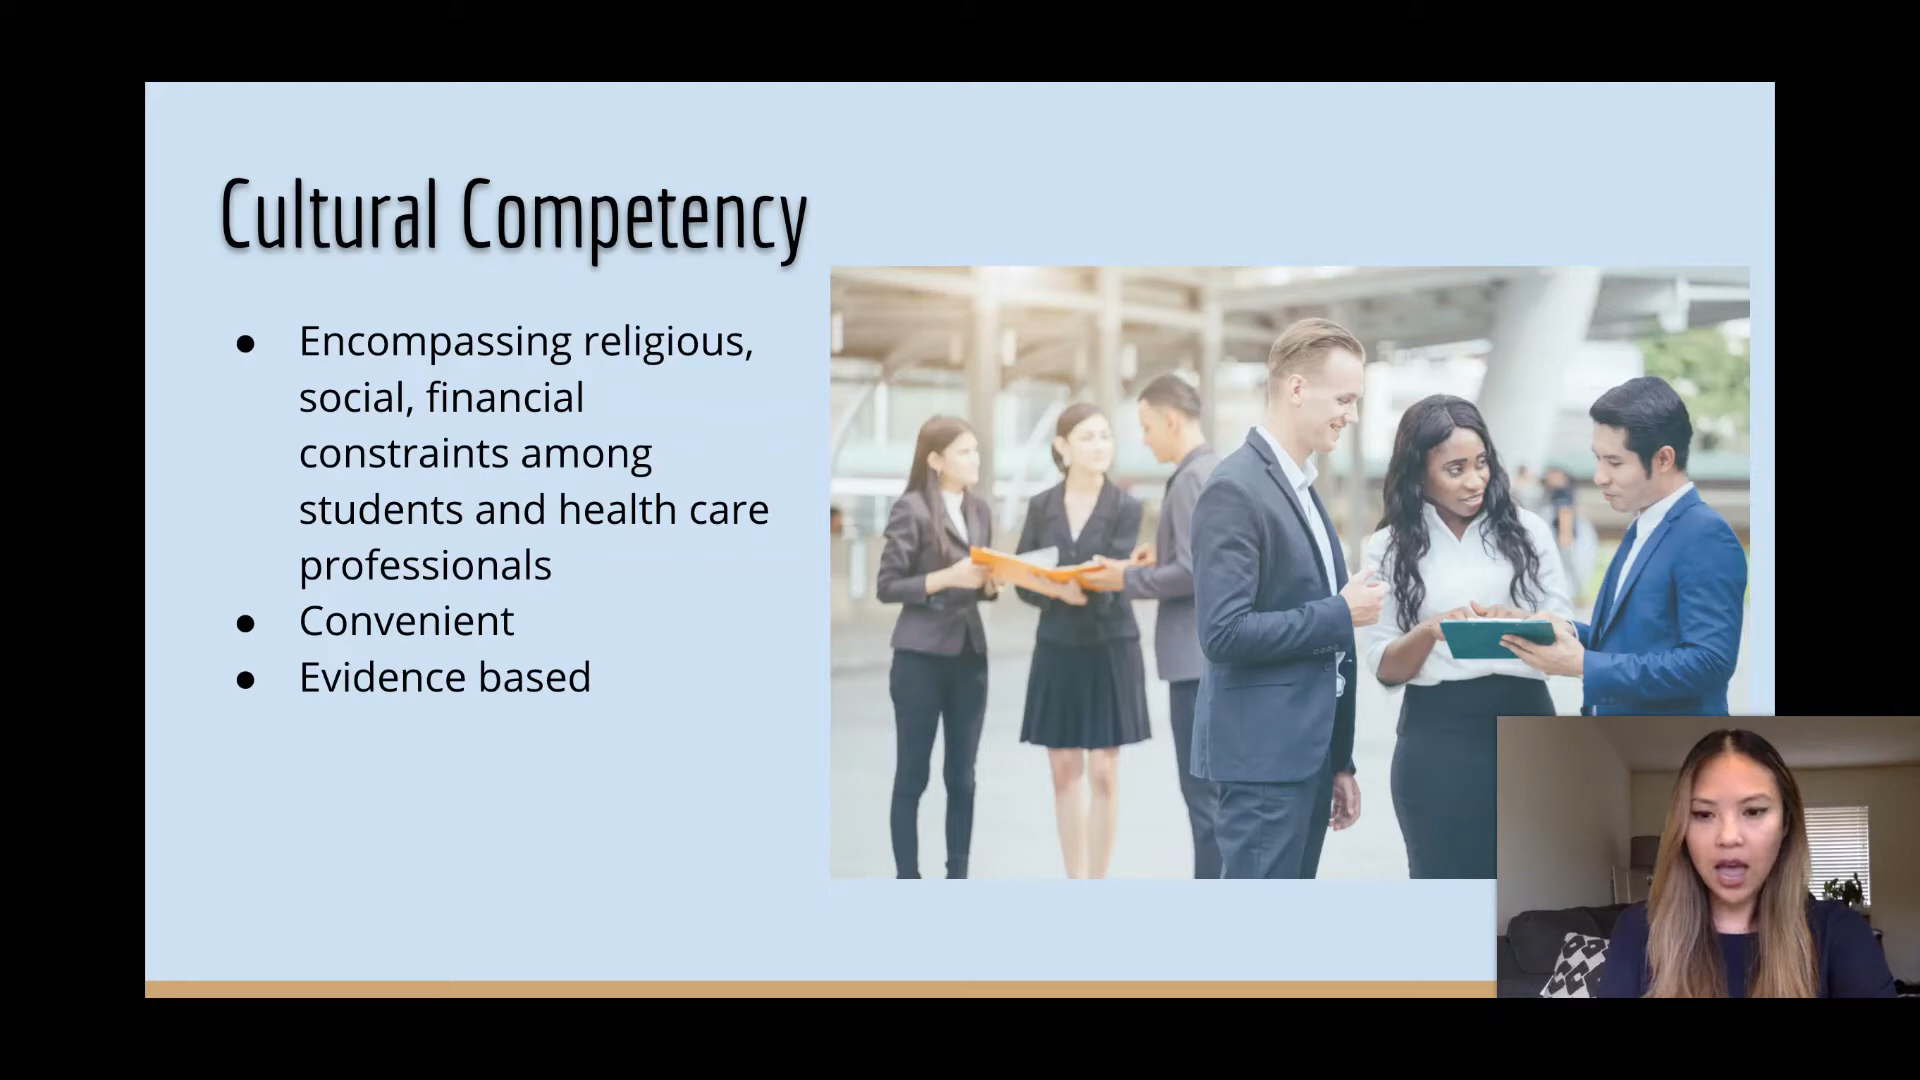 Cultural Competency
● Encompassing religious,
social, financial
constraints among
students and health care
professionals
● Convenient
● Evidence based